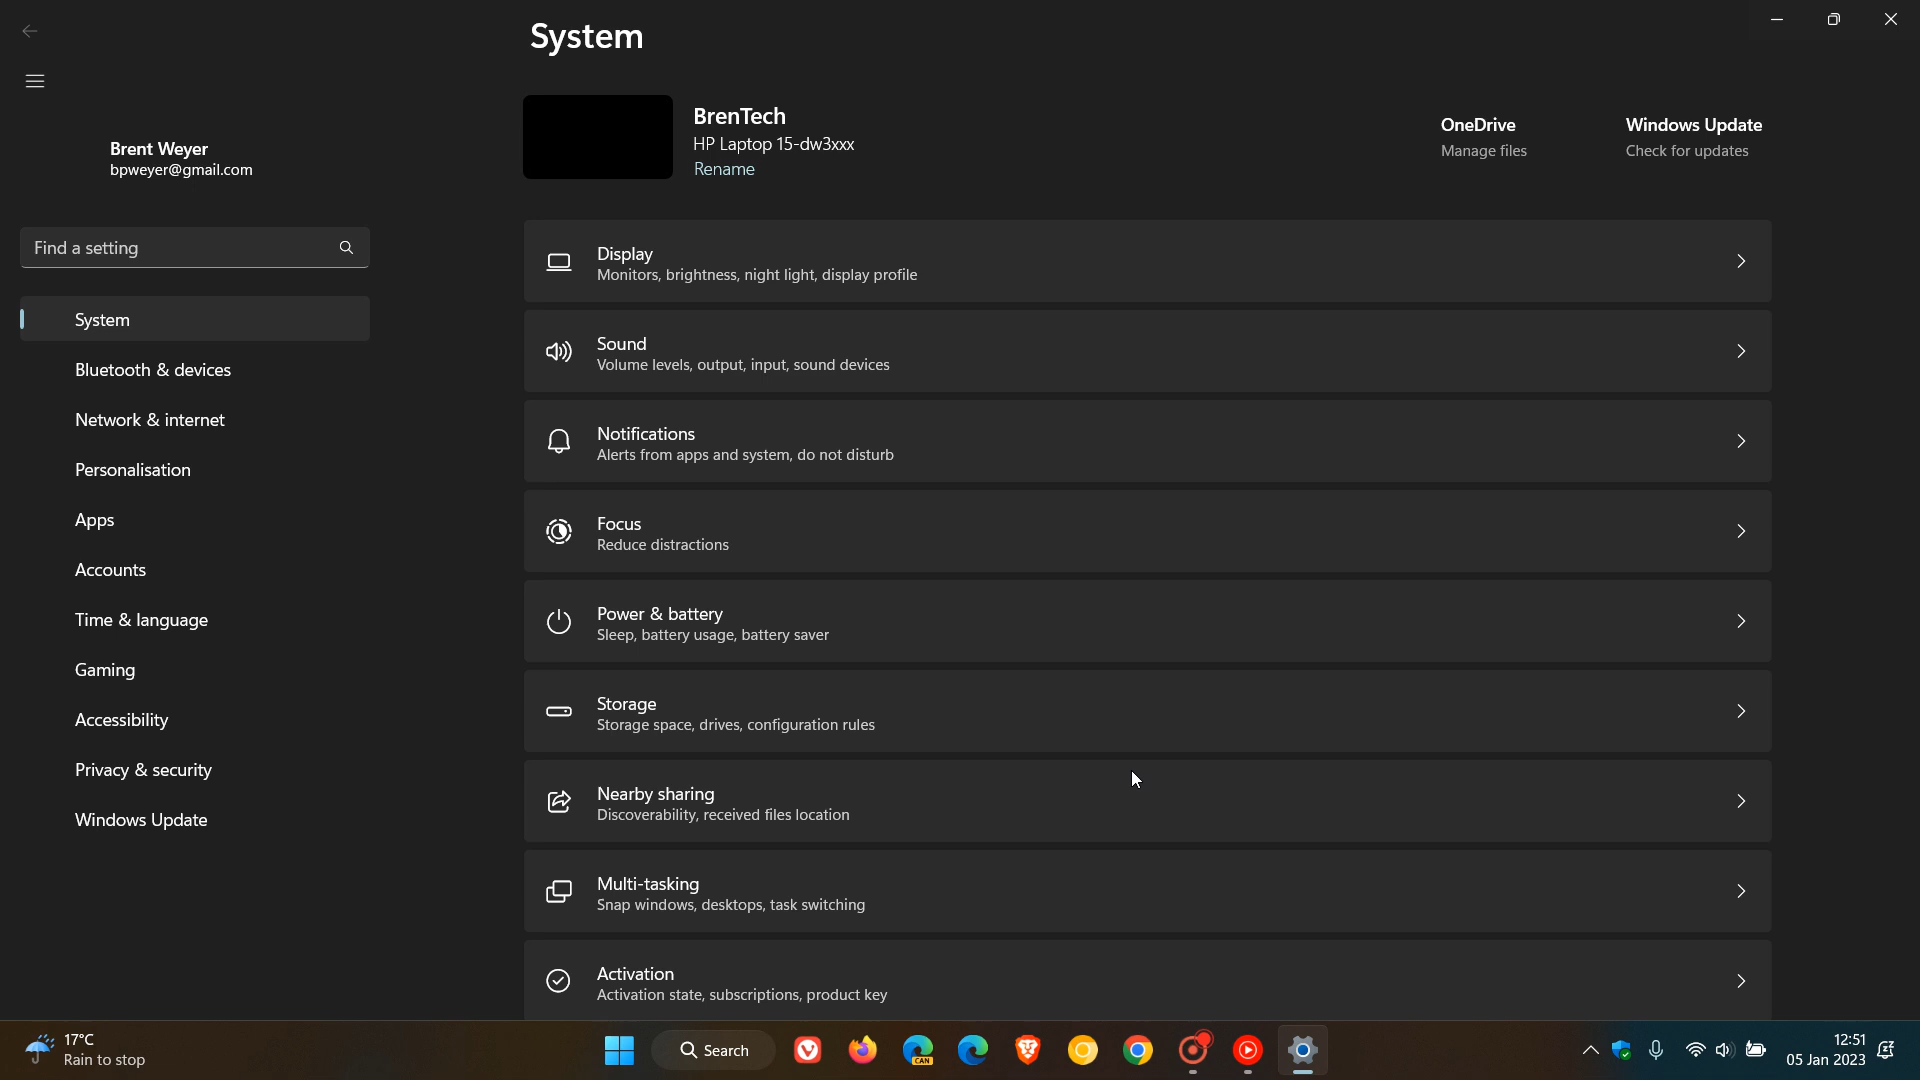 System
BrenTech
HP Laptop 15-dw3xxx
Rename
OneDrive
Manage files
Windows Update
Check for updates
Brent Weyer
bpweyer@gmail.com
Find a setting
System
Bluetooth & devices
Network & internet
Personalisation
Apps
Accounts
Time & language
Gaming
Accessibility
Privacy & security
Windows Update
Display
Monitors, brightness, night light, display profile
Sound
Volume levels, output, input, sound devices
Notifications
Alerts from apps and system, do not disturb
Focus
Reduce distractions
Power & battery
Sleep, battery usage, battery saver
Storage
Storage space, drives, configuration rules
Nearby sharing
Discoverability, received files location
Multi-tasking
Snap windows, desktops, task switching
Activation
Activation state, subscriptions, product key
17°C
Rain to stop
Search
CAN
12:51
05 Jan 2023